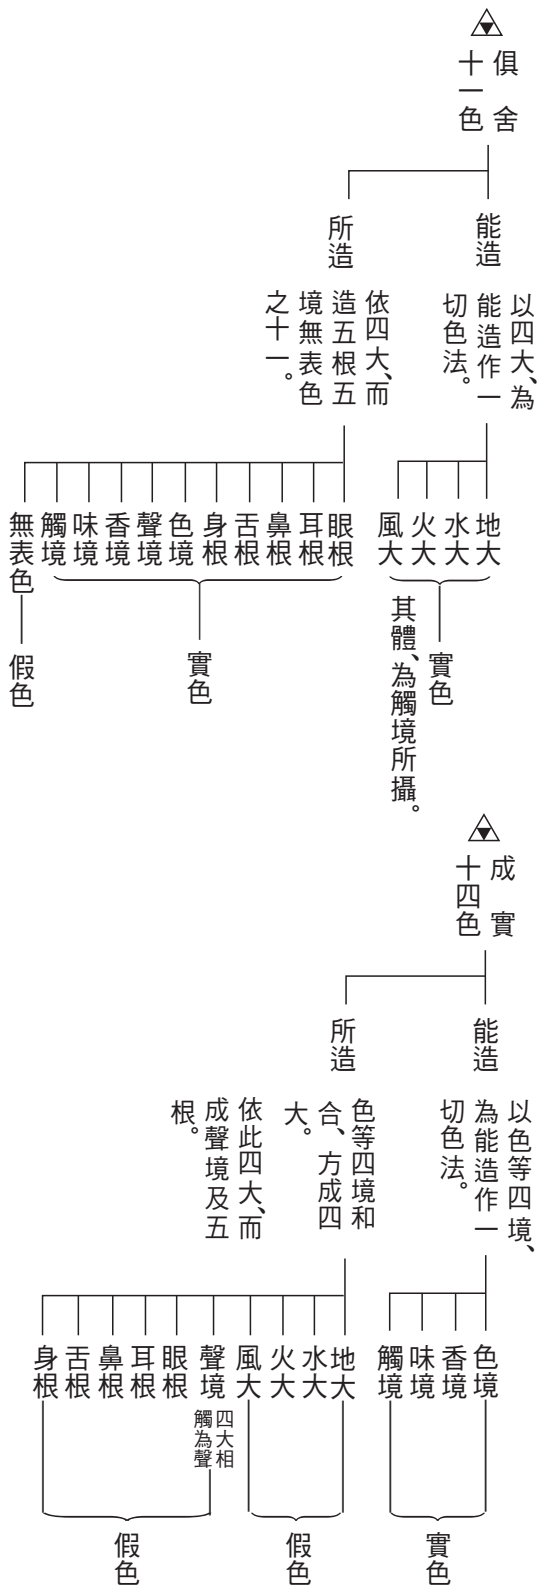 俱舍
十一色
能造
以四大、為
能造作一
切色法。
地大
水大
火大
風大
實色
其體、為觸境所攝。
所造
依四大、而
造五根五
境無表色
之十一。
眼根
耳根
鼻根
舌根
身根
色境
聲境
香境
味境
觸境
無表色
實色
假色
成實
十四色
能造
以色等四境、
為能造作一
切色法。
色境
香境
味境
觸境
實色
所造
色等四境和
合、方成四
大。
依此四大、而
成聲境及五
根。
地大
水大
火大
風大
聲境
四大相
觸為聲
眼根
耳根
鼻根
舌根
身根
假色
假色